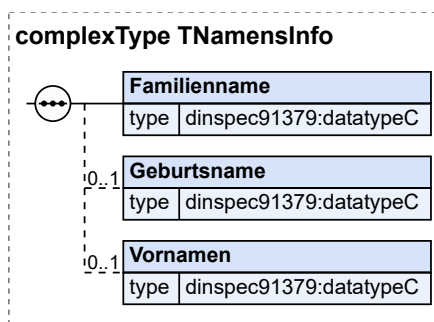 complexType TNamensInfo
Familienname
type dinspec91379:datatypeC
0..1 Geburtsname
type dinspec91379:datatypeC
0..1 Vornamen
type dinspec91379:datatypeC